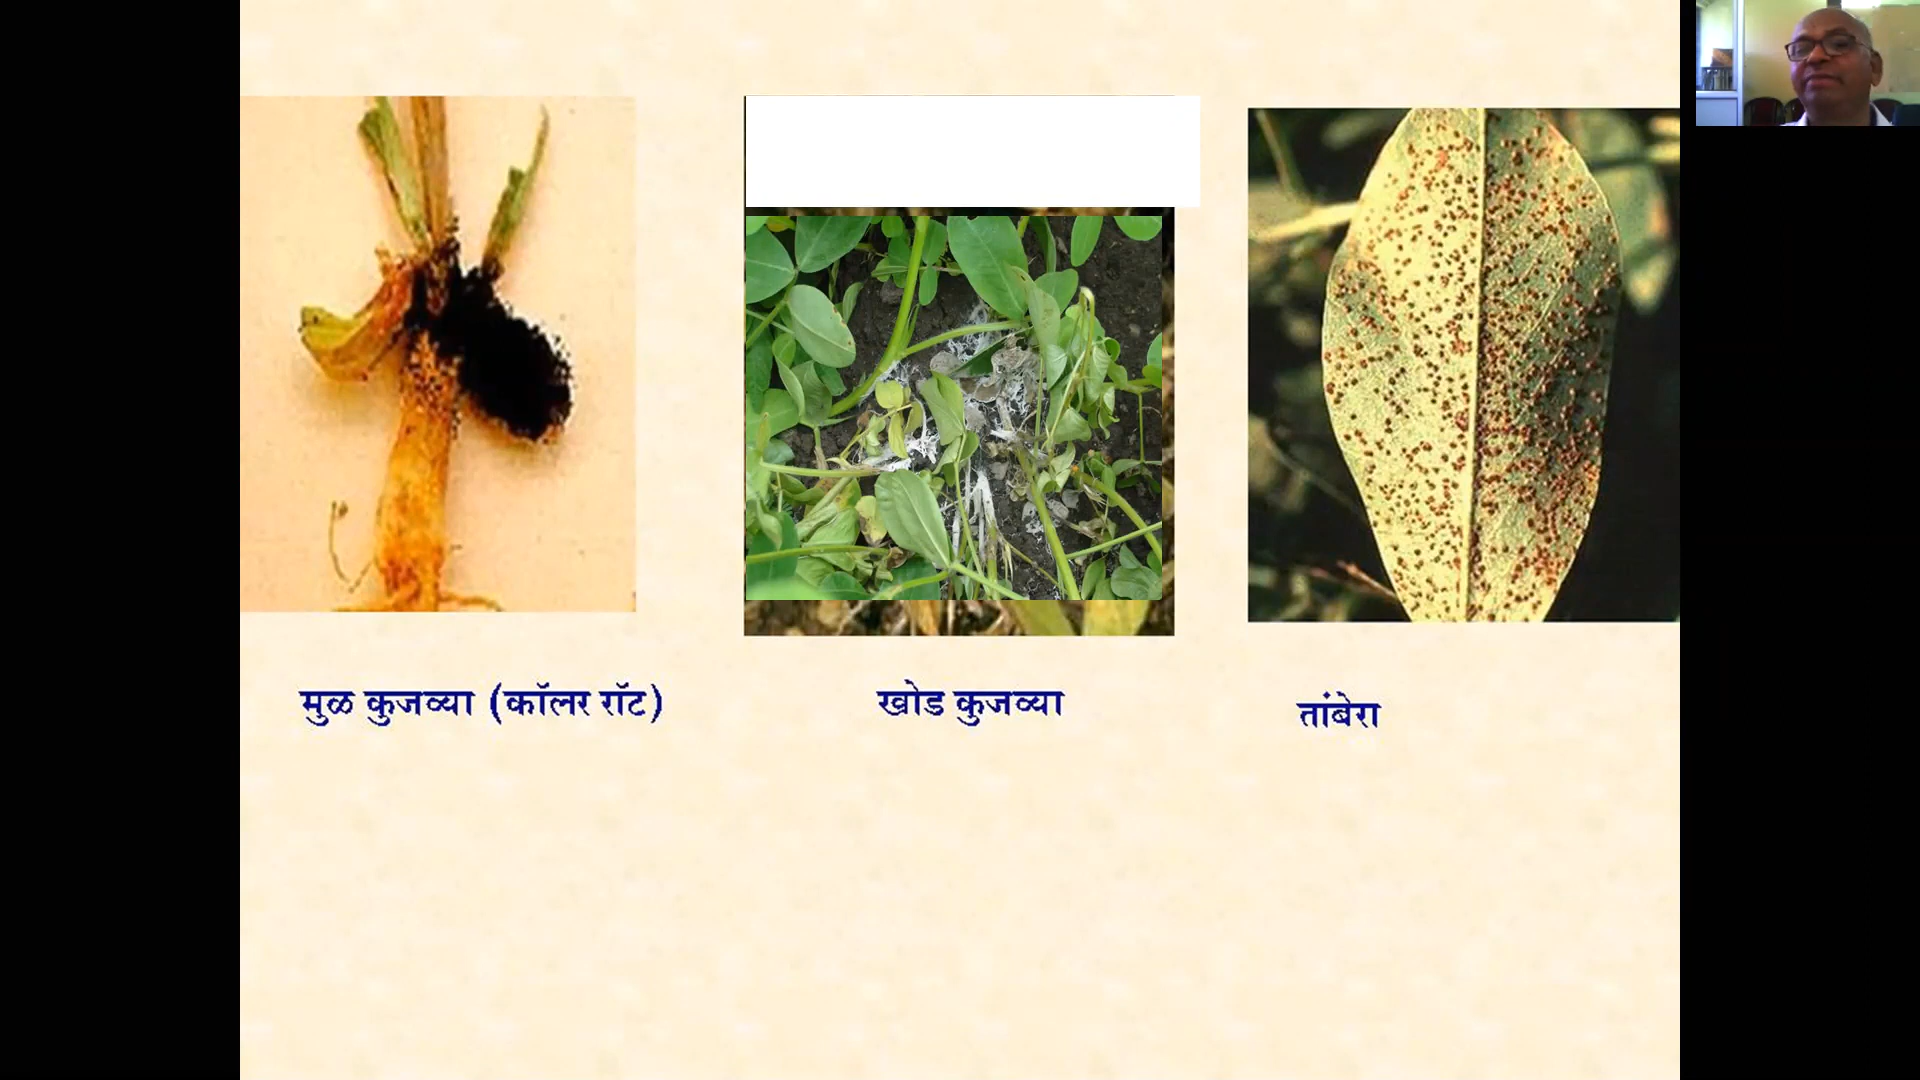 मुळ कुजव्या (कॉलर रॉट)
खोड कुजव्या
तांबेरा